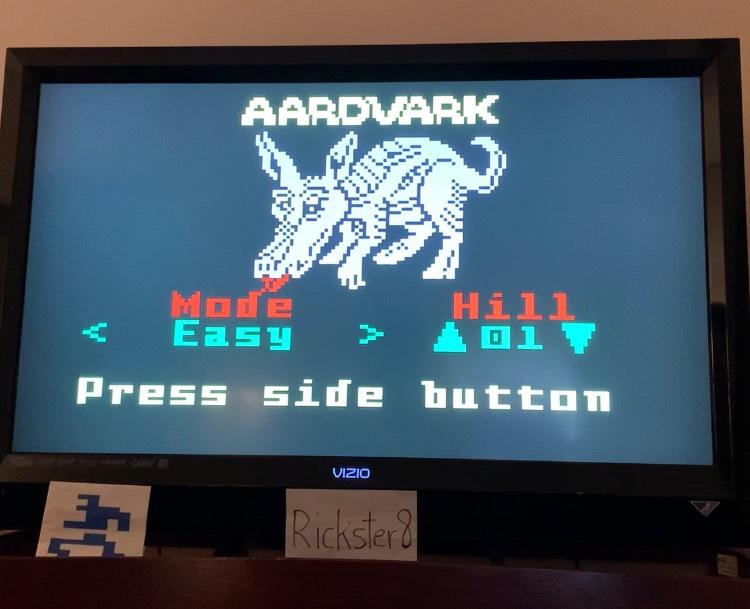 AARDVARK
Mode Hill
< Easy > ▲ 01 ▼
Press side button
VIZIO
Rickster8